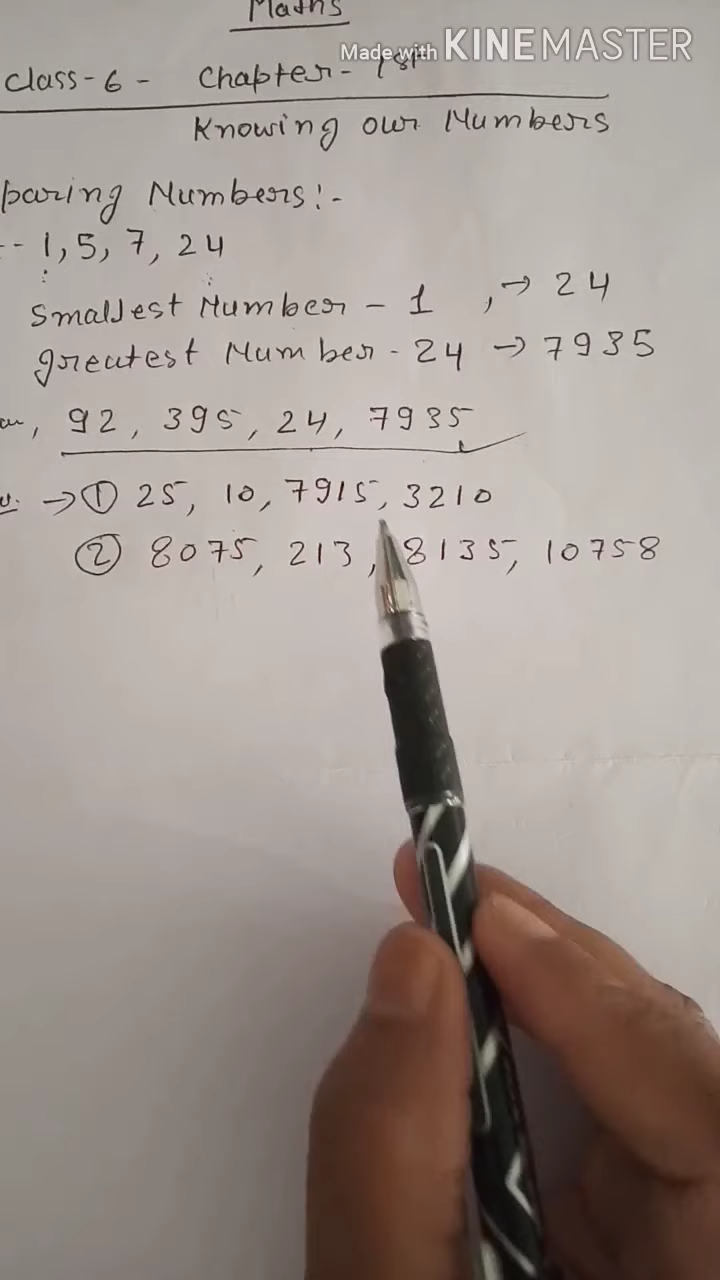 Maths
Made with KINEMASTER
class-6 - Chapter- 1st
Knowing our Numbers
paring Numbers:-
-- 1, 5, 7, 24
Smallest Number - 1 , → 24
greatest Number - 24 → 7935
, 92, 395, 24, 7935
→ ① 25, 10, 7915, 3210
② 8075, 213, 8135, 10758